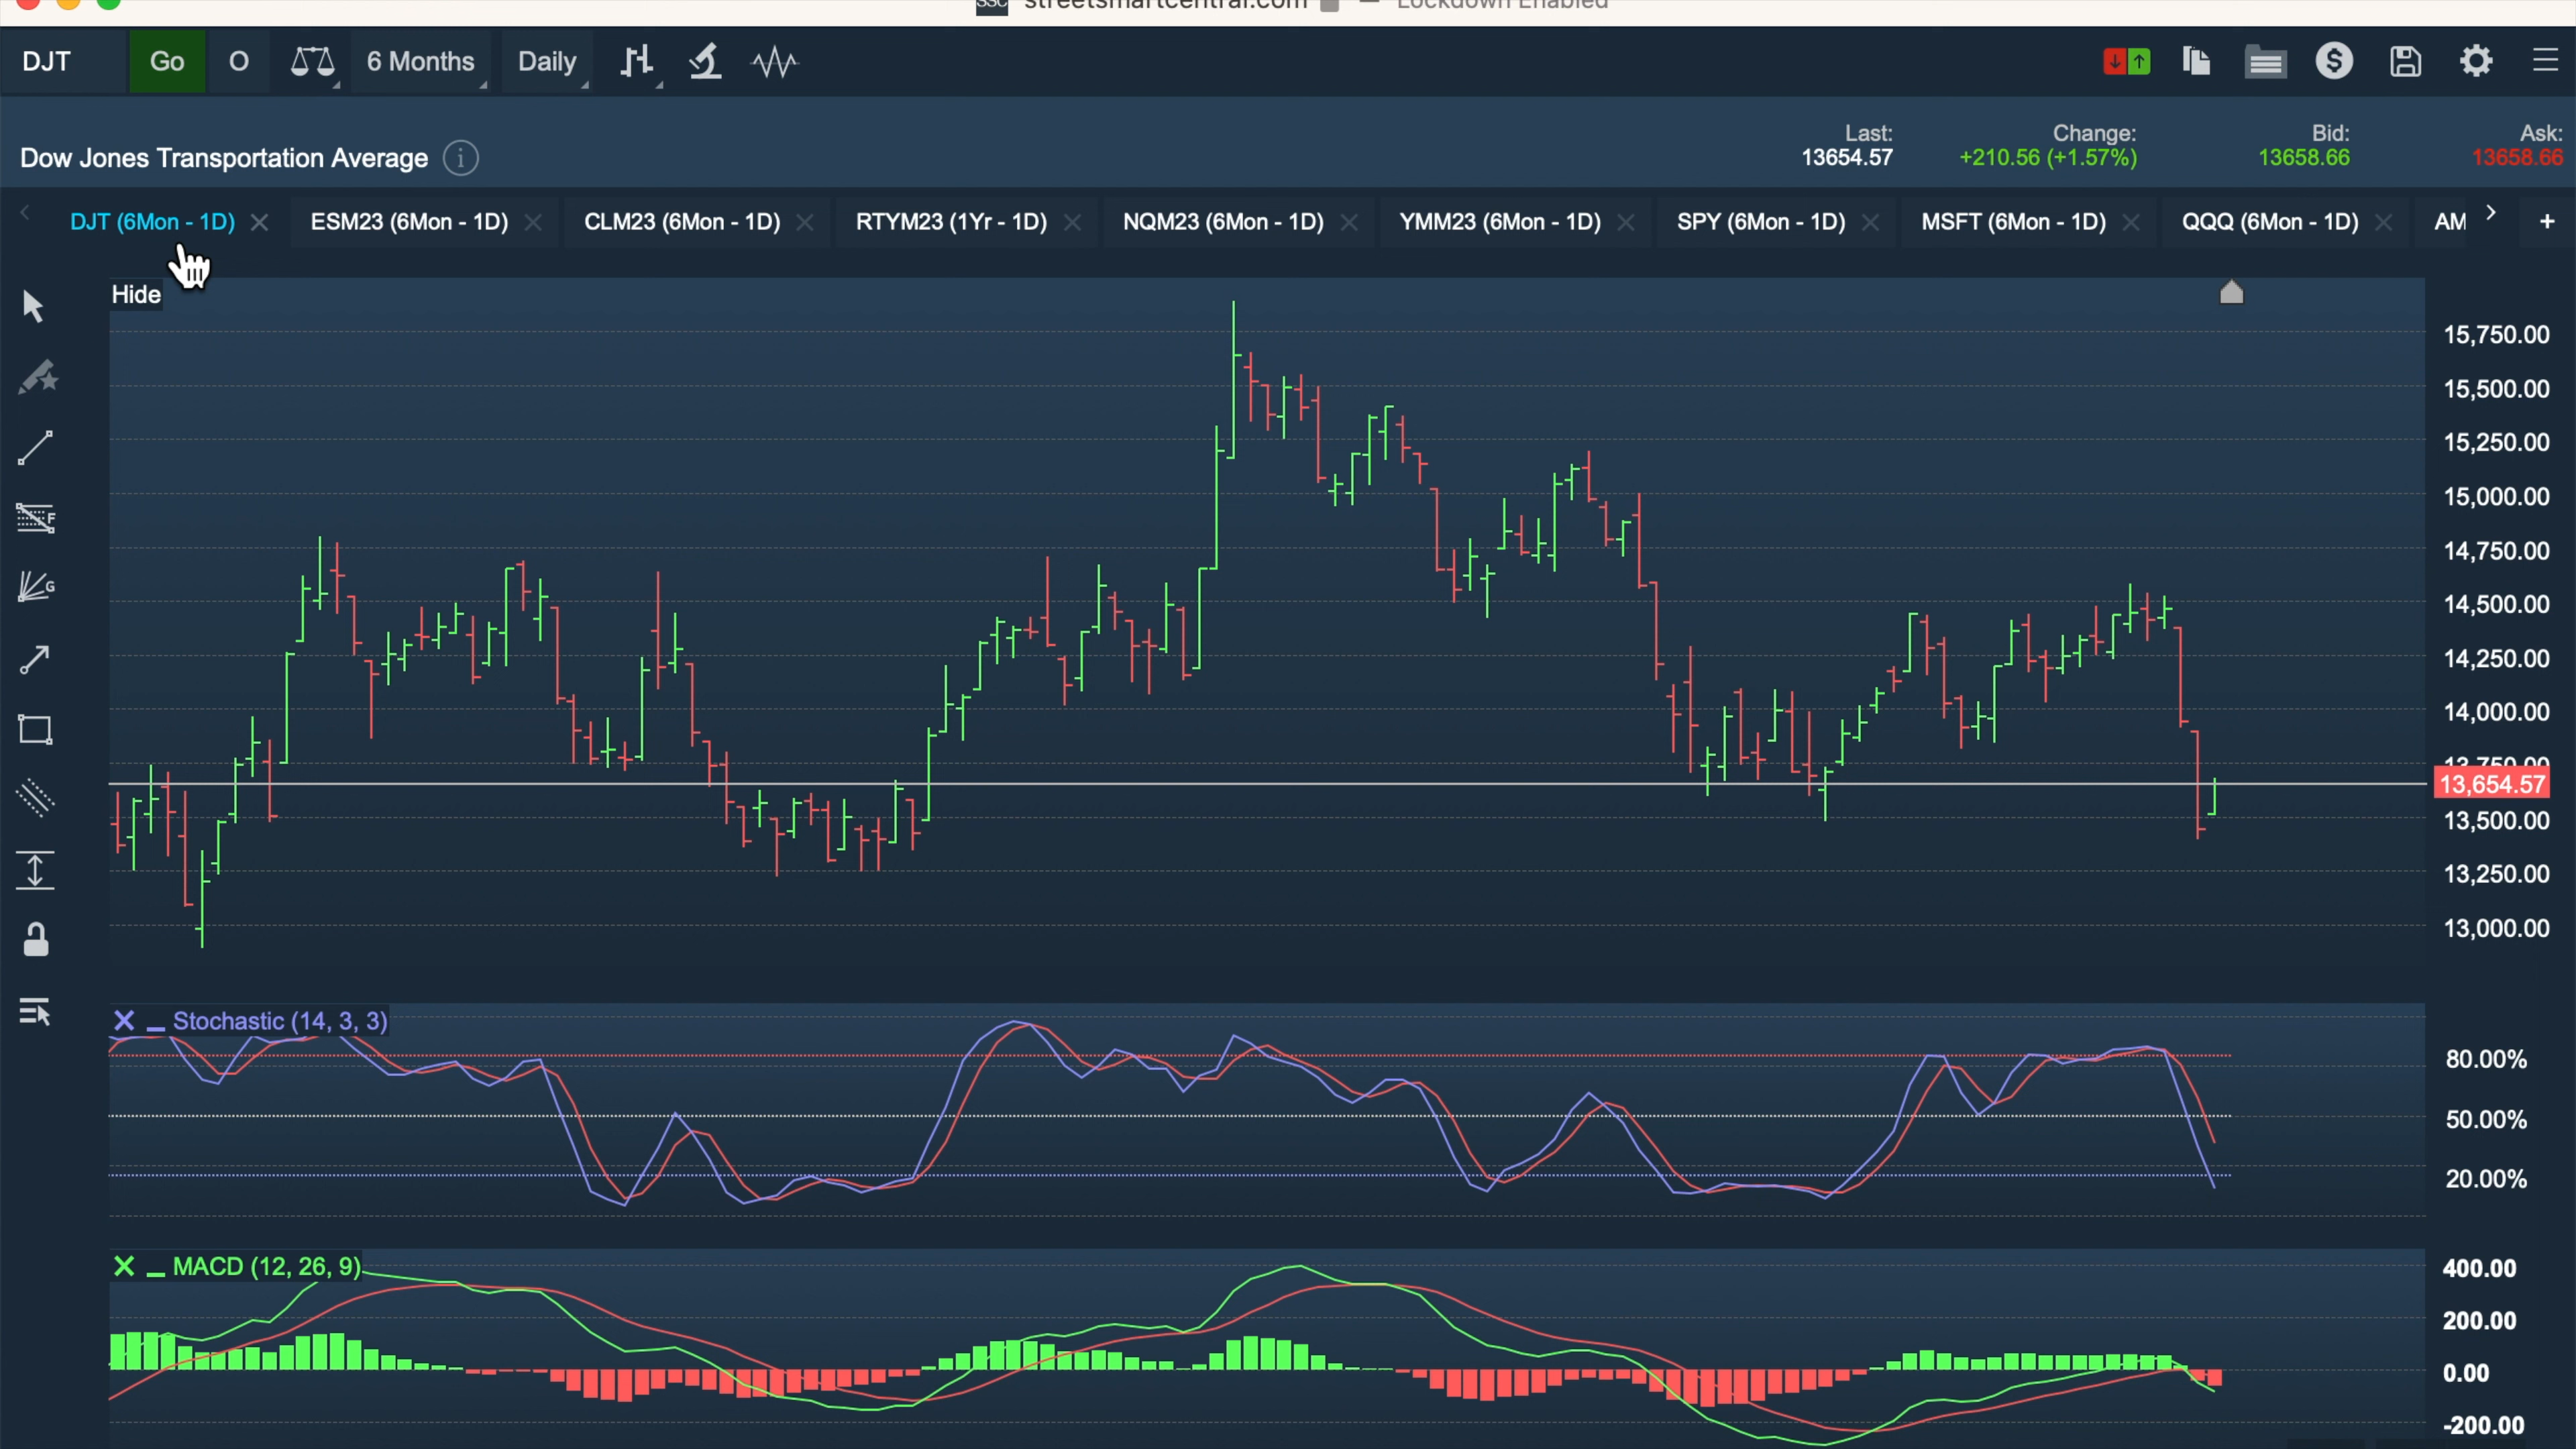 SSC streetsmartcentral.com — Lockdown Enabled
DJT Go O 6 Months Daily
Last: Change: Bid: Ask:
Dow Jones Transportation Average i 13654.57 +210.56 (+1.57%) 13658.66 13658.66
DJT (6Mon - 1D) ESM23 (6Mon - 1D) CLM23 (6Mon - 1D) RTYM23 (1Yr - 1D) NQM23 (6Mon - 1D) YMM23 (6Mon - 1D) SPY (6Mon - 1D) MSFT (6Mon - 1D) QQQ (6Mon - 1D) AM +
Hide
15,750.00
15,500.00
15,250.00
15,000.00
14,750.00
14,500.00
14,250.00
14,000.00
13,750.00
13,654.57
13,500.00
13,250.00
13,000.00
Stochastic (14, 3, 3)
80.00%
50.00%
20.00%
MACD (12, 26, 9)
400.00
200.00
0.00
-200.00